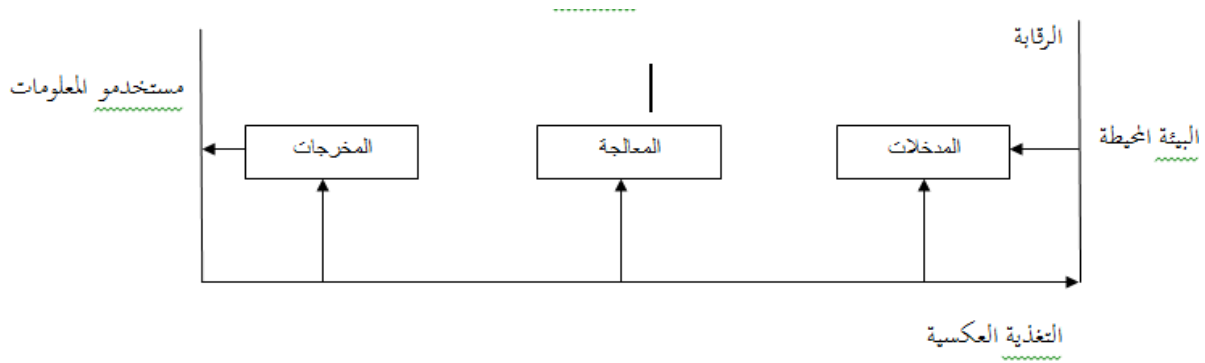 الرقابة
مستخدمو المعلومات
البيئة المحيطة
المدخلات
المعالجة
المخرجات
التغذية العكسية